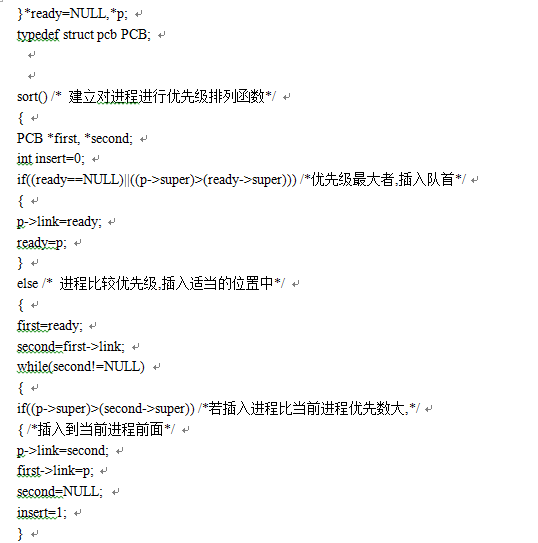 }*ready=NULL,*p;
typedef struct pcb PCB;
sort() /* 建立对进程进行优先级排列函数*/
{
PCB *first, *second;
int insert=0;
if((ready==NULL)||((p->super)>(ready->super))) /*优先级最大者,插入队首*/
{
p->link=ready;
ready=p;
}
else /* 进程比较优先级,插入适当的位置中*/
{
first=ready;
second=first->link;
while(second!=NULL)
{
if((p->super)>(second->super)) /*若插入进程比当前进程优先数大,*/
{ /*插入到当前进程前面*/
p->link=second;
first->link=p;
second=NULL;
insert=1;
}